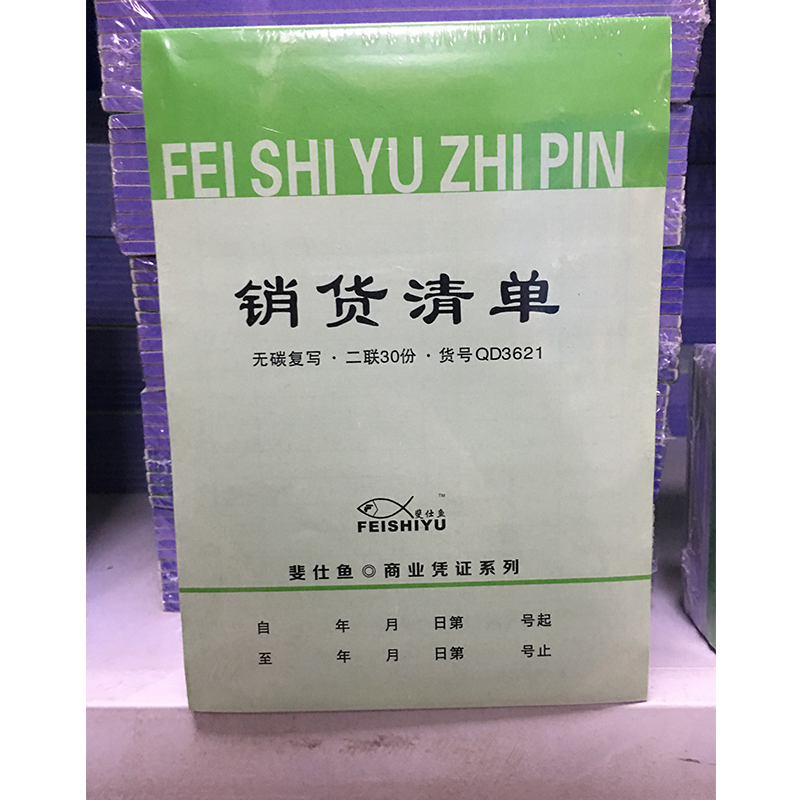 FEI SHI YU ZHI PIN
销货清单
无碳复写·二联30份·货号QD3621
TM
斐仕鱼
FEISHIYU
斐仕鱼◎商业凭证系列
自 年 月 日第 号起
至 年 月 日第 号止